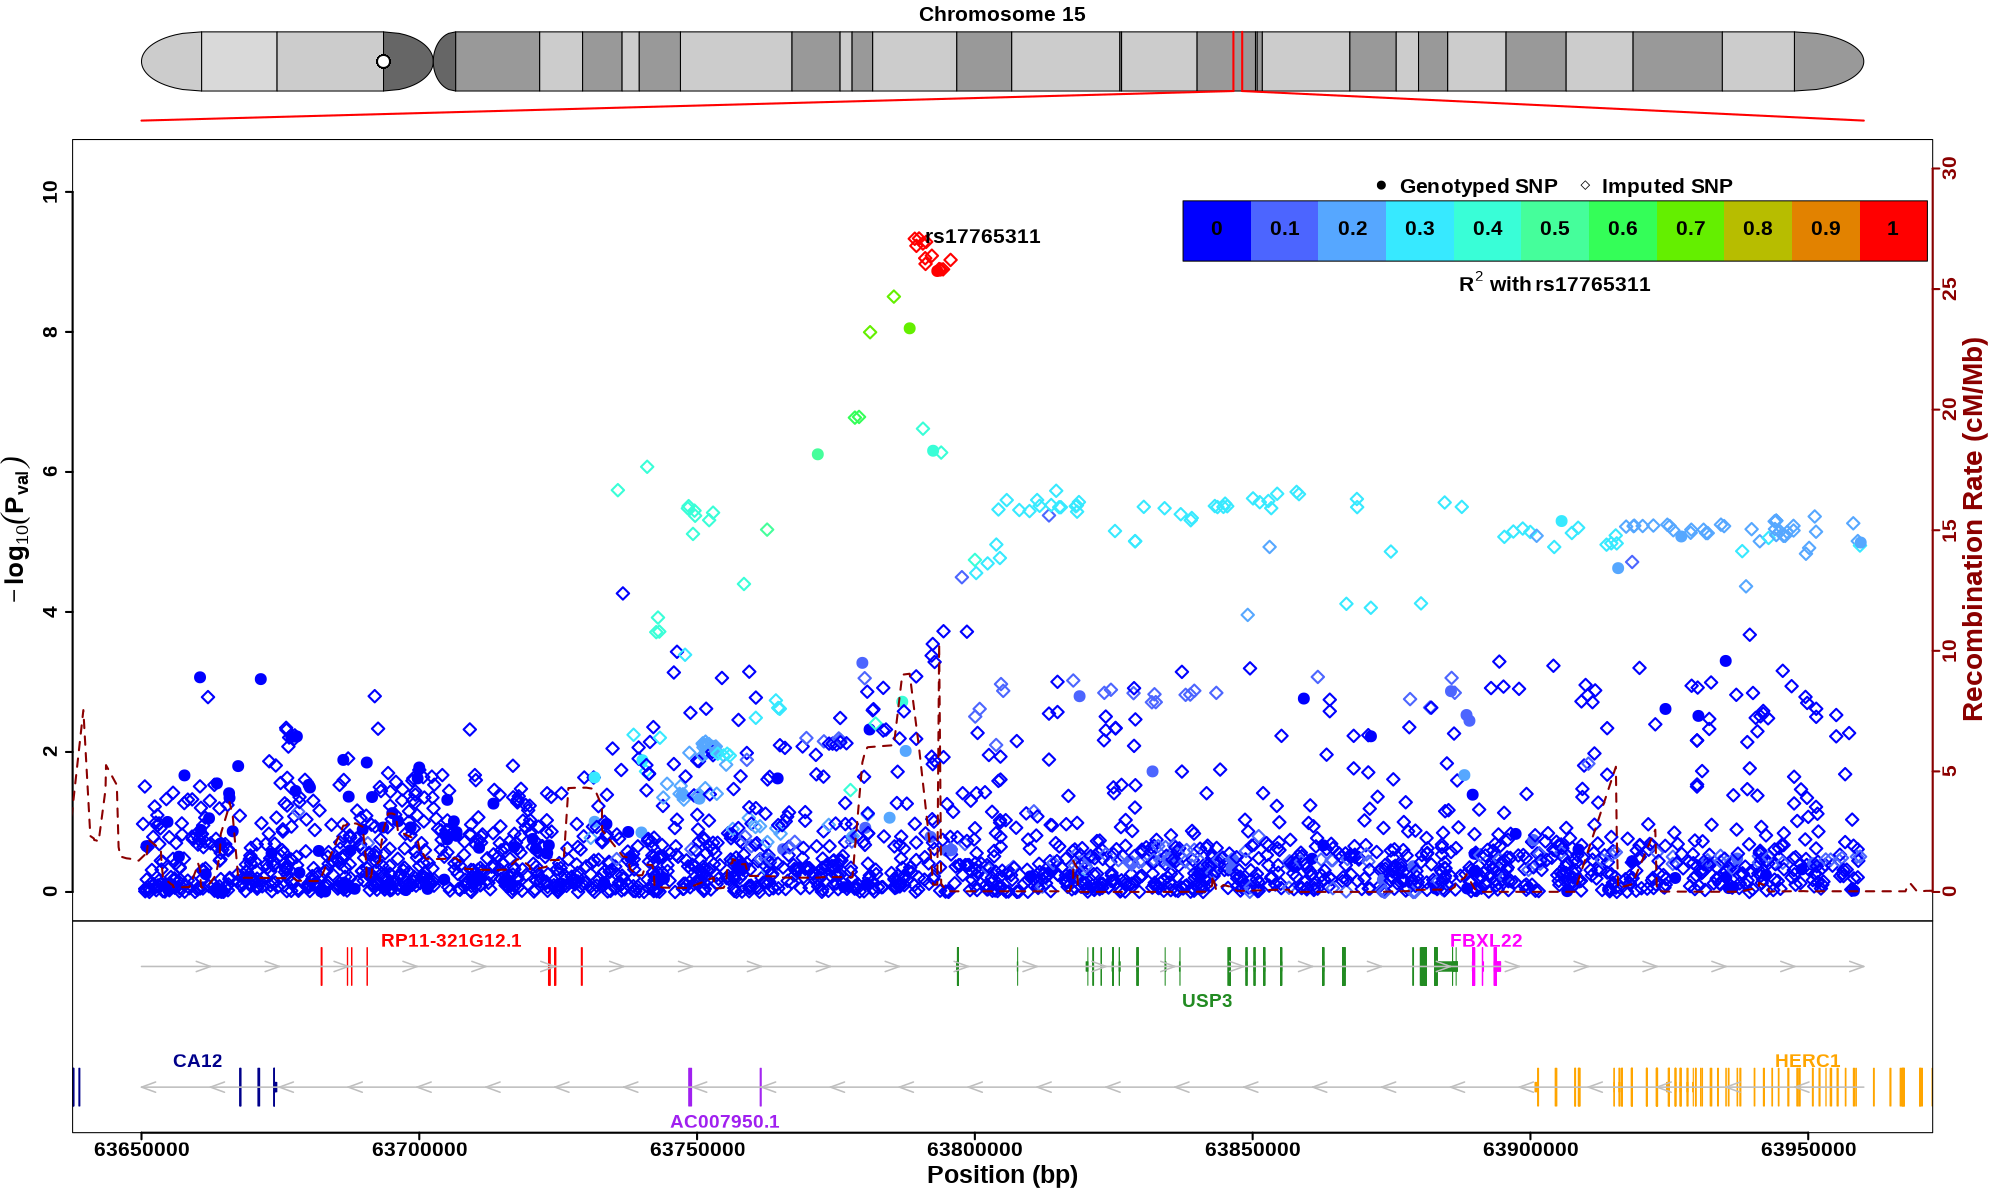 Chromosome 15
Genotyped SNP Imputed SNP
0 0.1 0.2 0.3 0.4 0.5 0.6 0.7 0.8 0.9 1
R² with rs17765311
rs17765311
− log₁₀(Pval)
0 2 4 6 8 10
Recombination Rate (cM/Mb)
0 5 10 15 20 25 30
RP11-321G12.1
FBXL22
USP3
CA12
HERC1
AC007950.1
63650000 63700000 63750000 63800000 63850000 63900000 63950000
Position (bp)